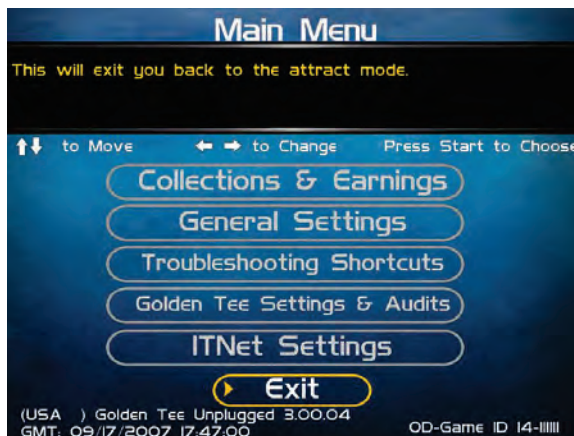 Main Menu
This will exit you back to the attract mode.
↑↓ to Move ← → to Change Press Start to Choose
Collections & Earnings
General Settings
Troubleshooting Shortcuts
Golden Tee Settings & Audits
ITNet Settings
Exit
(USA ) Golden Tee Unplugged 3.00.04
GMT: 09/17/2007 17:47:00 OD-Game ID 14-111111